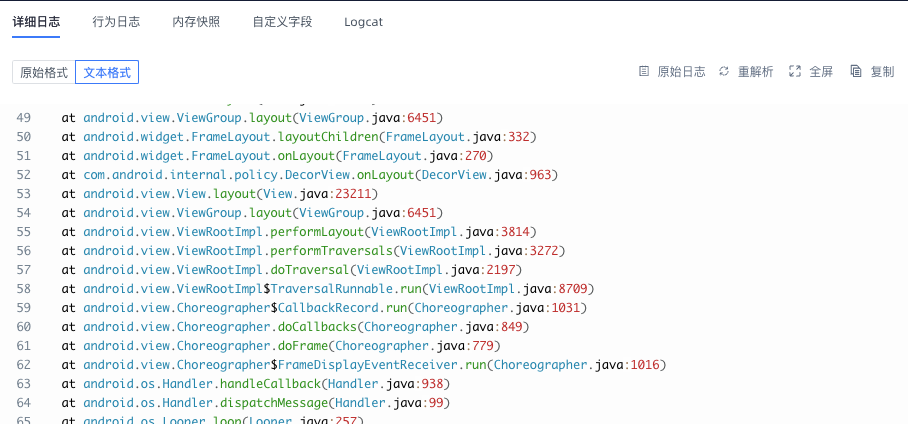 详细日志 行为日志 内存快照 自定义字段 Logcat
原始格式 文本格式 原始日志 重解析 全屏 复制
49 at android.view.ViewGroup.layout(ViewGroup.java:6451)
50 at android.widget.FrameLayout.layoutChildren(FrameLayout.java:332)
51 at android.widget.FrameLayout.onLayout(FrameLayout.java:270)
52 at com.android.internal.policy.DecorView.onLayout(DecorView.java:963)
53 at android.view.View.layout(View.java:23211)
54 at android.view.ViewGroup.layout(ViewGroup.java:6451)
55 at android.view.ViewRootImpl.performLayout(ViewRootImpl.java:3814)
56 at android.view.ViewRootImpl.performTraversals(ViewRootImpl.java:3272)
57 at android.view.ViewRootImpl.doTraversal(ViewRootImpl.java:2197)
58 at android.view.ViewRootImpl$TraversalRunnable.run(ViewRootImpl.java:8709)
59 at android.view.Choreographer$CallbackRecord.run(Choreographer.java:1031)
60 at android.view.Choreographer.doCallbacks(Choreographer.java:849)
61 at android.view.Choreographer.doFrame(Choreographer.java:779)
62 at android.view.Choreographer$FrameDisplayEventReceiver.run(Choreographer.java:1016)
63 at android.os.Handler.handleCallback(Handler.java:938)
64 at android.os.Handler.dispatchMessage(Handler.java:99)
65 at android.os.Looper.loop(Looper.java:257)